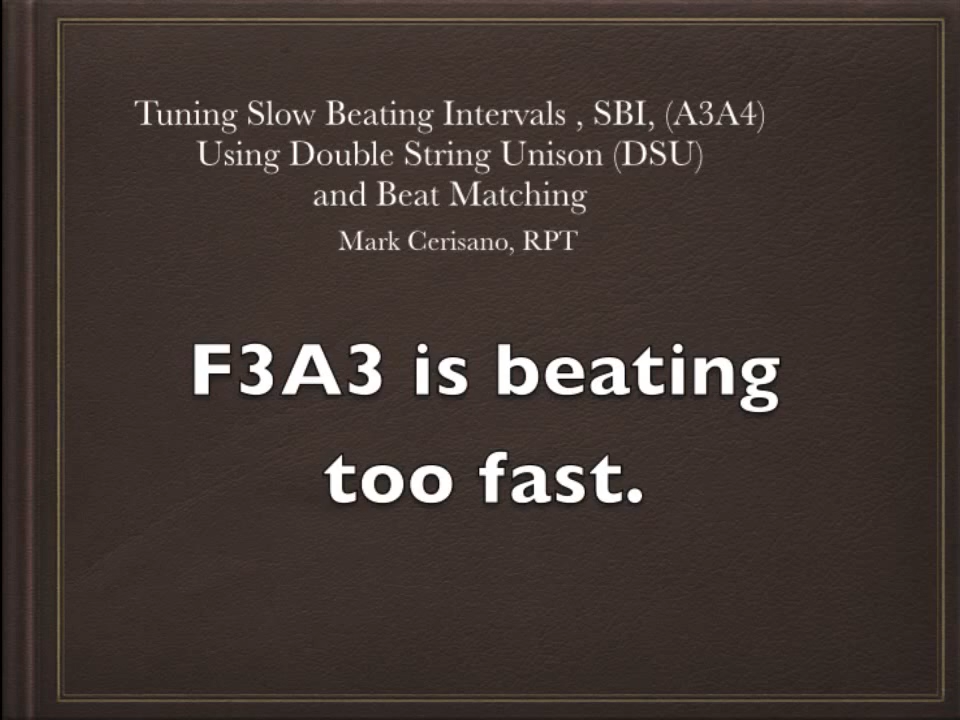 Tuning Slow Beating Intervals , SBI, (A3A4)
Using Double String Unison (DSU)
and Beat Matching
Mark Cerisano, RPT
F3A3 is beating
too fast.